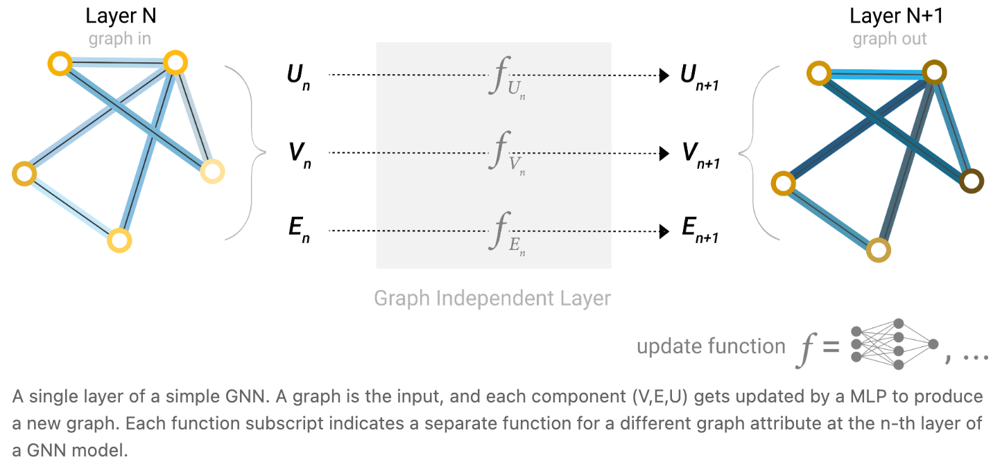 Layer N
graph in
Layer N+1
graph out
Uₙ
f Uₙ
Uₙ₊₁
Vₙ
f Vₙ
Vₙ₊₁
Eₙ
f Eₙ
Eₙ₊₁
Graph Independent Layer
update function f = , ...
A single layer of a simple GNN. A graph is the input, and each component (V,E,U) gets updated by a MLP to produce
a new graph. Each function subscript indicates a separate function for a different graph attribute at the n-th layer of
a GNN model.